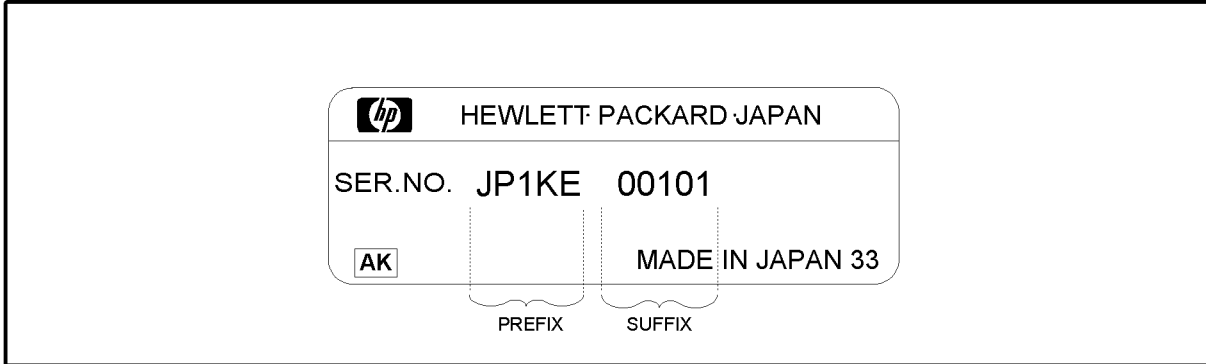 hp HEWLETT· PACKARD·JAPAN
SER.NO. JP1KE 00101
AK MADE IN JAPAN 33
PREFIX SUFFIX